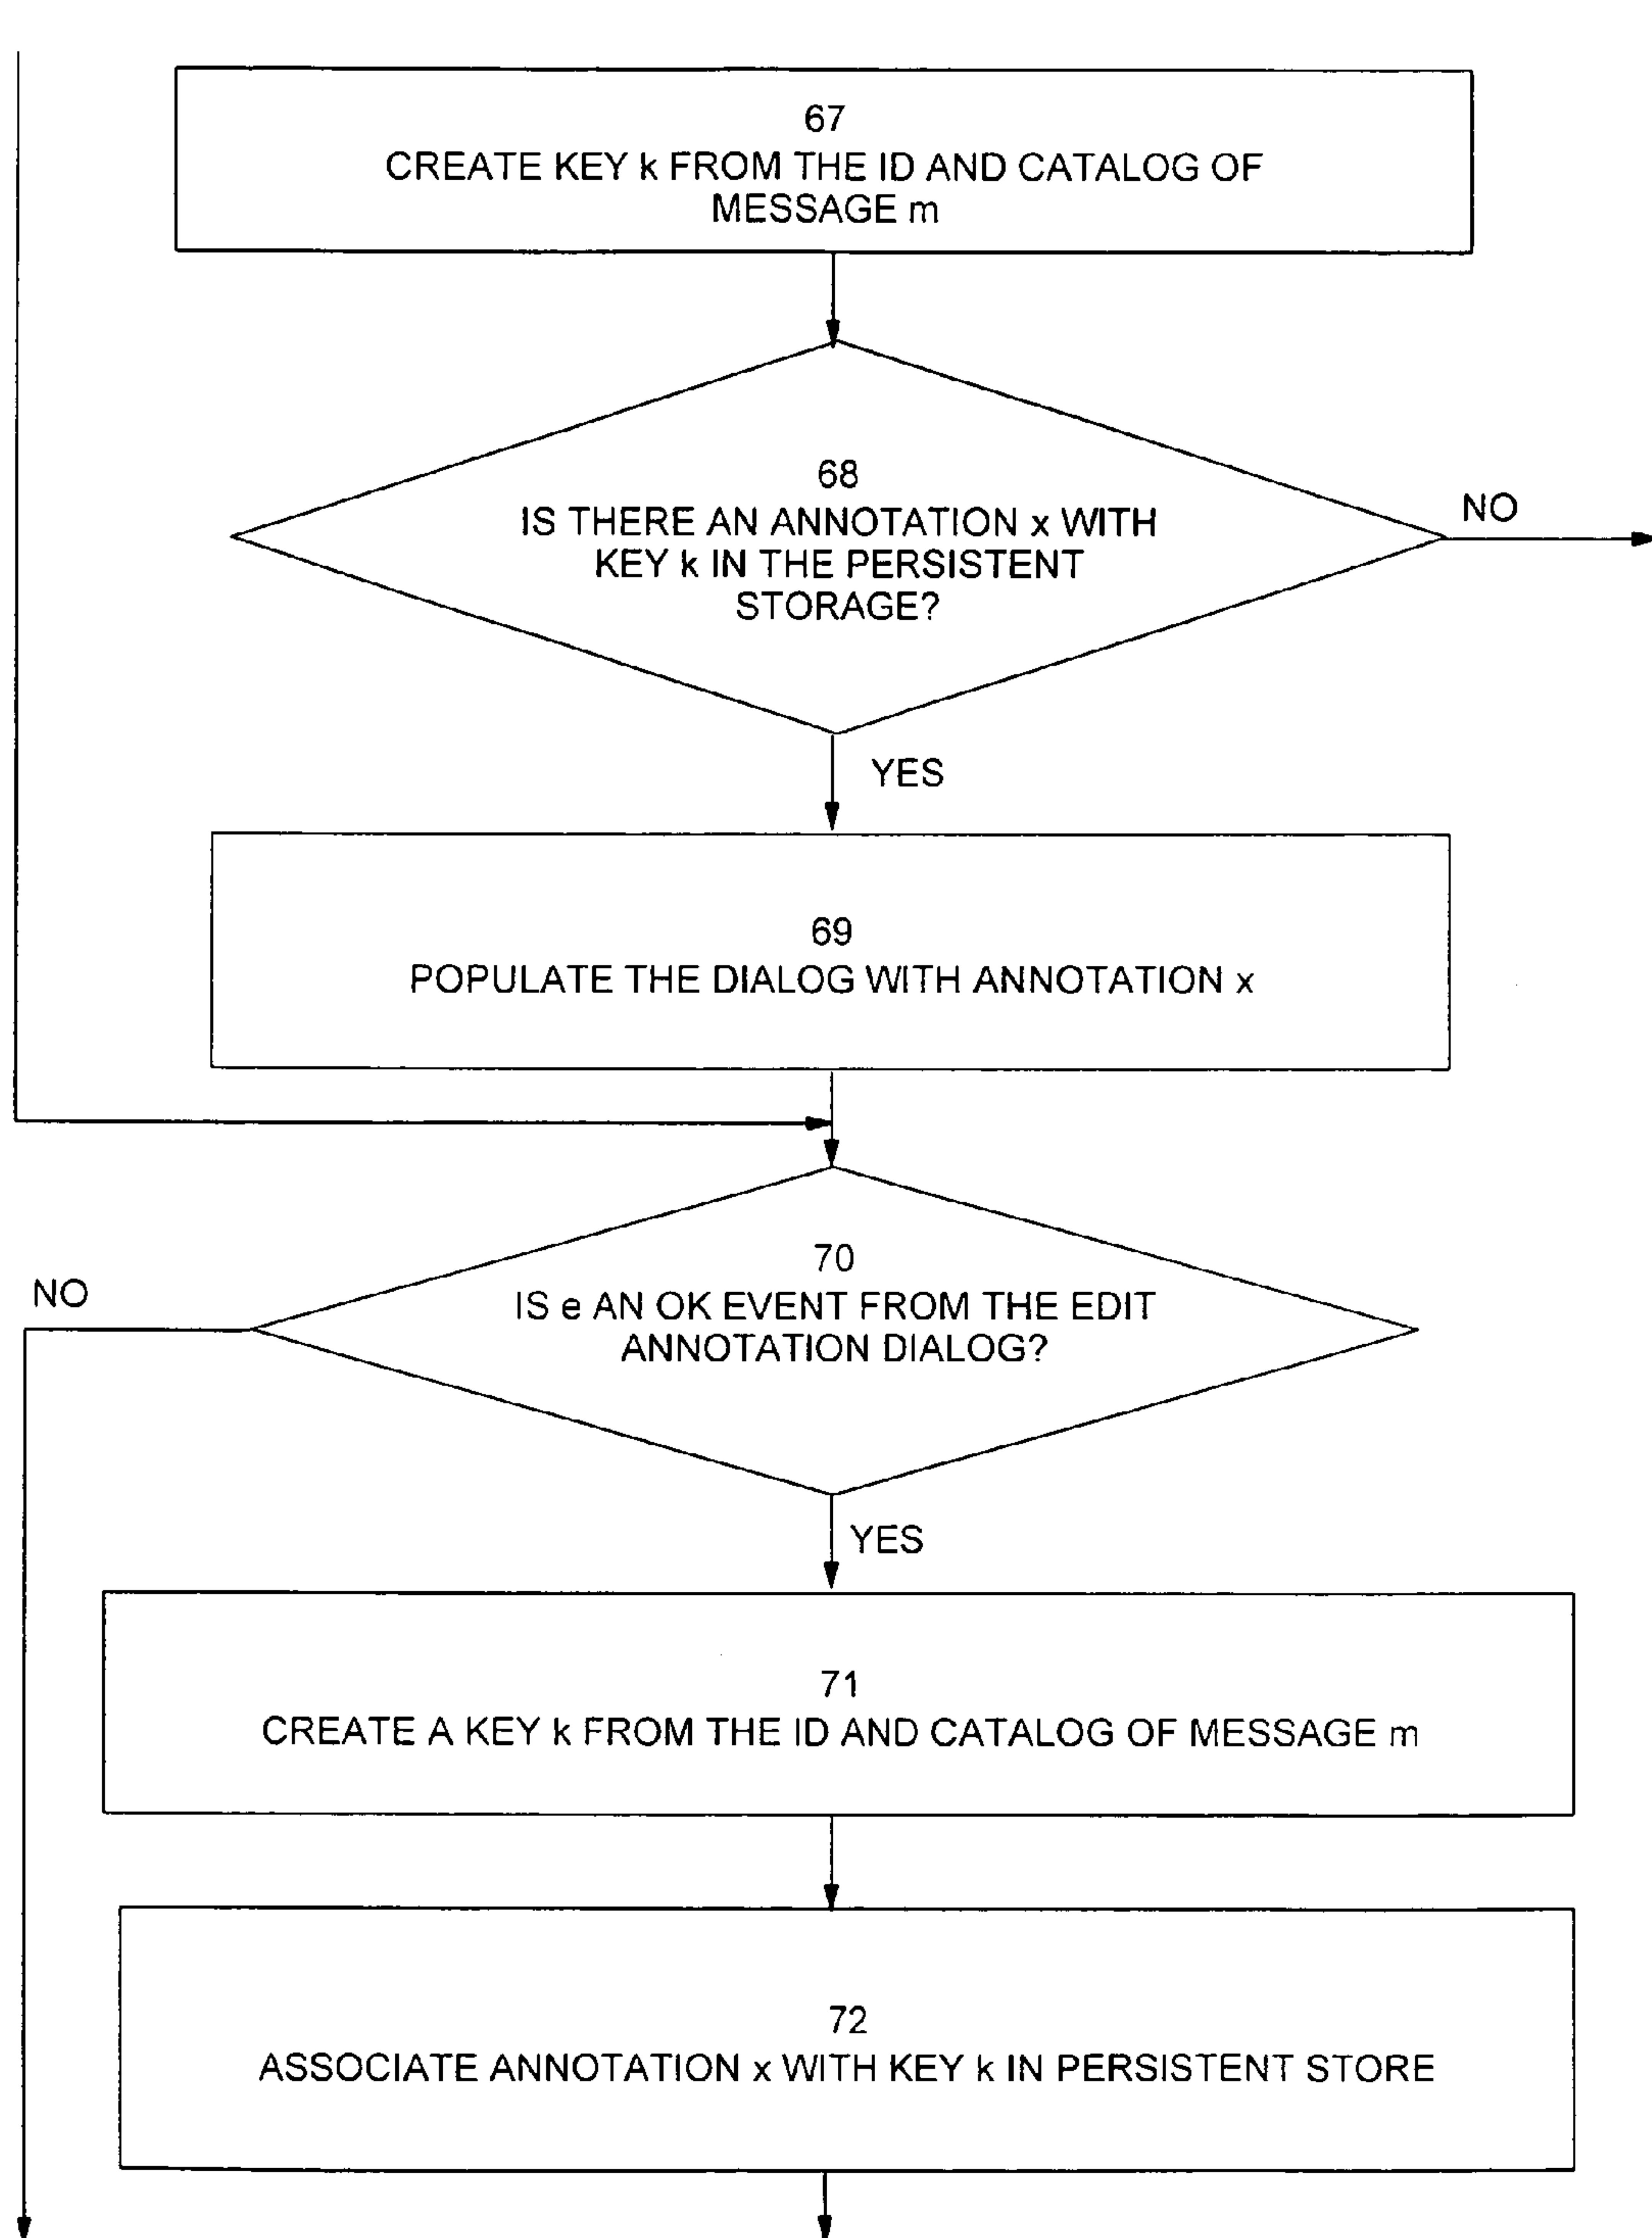 67
CREATE KEY k FROM THE ID AND CATALOG OF
MESSAGE m
68
IS THERE AN ANNOTATION x WITH
KEY k IN THE PERSISTENT
STORAGE?
NO
YES
69
POPULATE THE DIALOG WITH ANNOTATION x
70
IS e AN OK EVENT FROM THE EDIT
ANNOTATION DIALOG?
NO
YES
71
CREATE A KEY k FROM THE ID AND CATALOG OF MESSAGE m
72
ASSOCIATE ANNOTATION x WITH KEY k IN PERSISTENT STORE